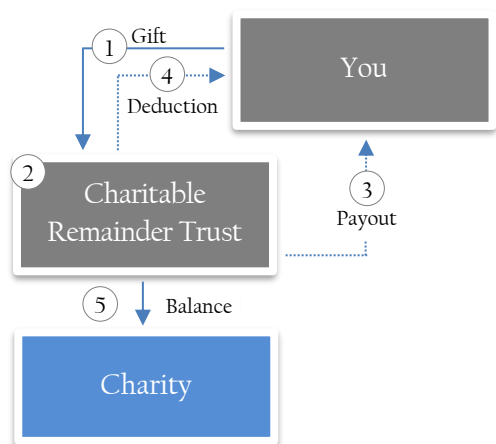 1
Gift
You
4
Deduction
2
Charitable
Remainder Trust
3
Payout
5
Balance
Charity